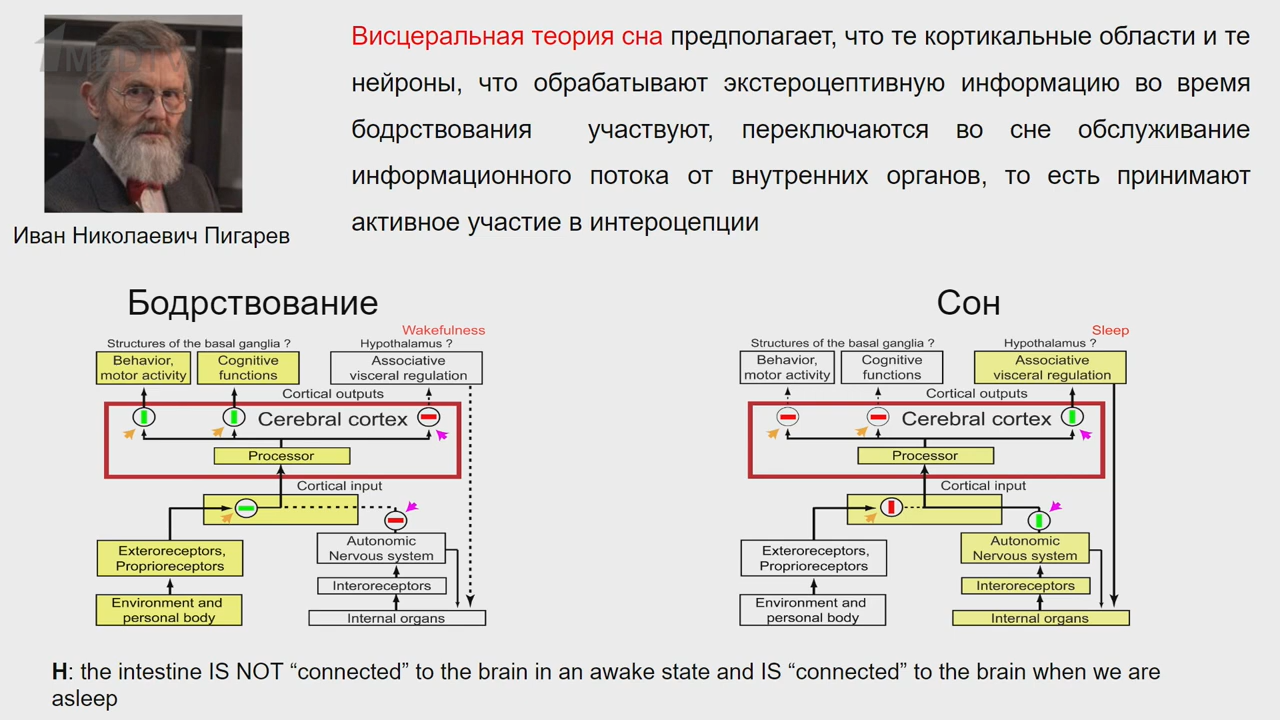 1MEDTV
Висцеральная теория сна предполагает, что те кортикальные области и те
нейроны, что обрабатывают экстероцептивную информацию во время
бодрствования участвуют, переключаются во сне обслуживание
информационного потока от внутренних органов, то есть принимают
активное участие в интероцепции
Иван Николаевич Пигарев
Бодрствование
Wakefulness
Structures of the basal ganglia ?
Hypothalamus ?
Behavior,
motor activity
Cognitive
functions
Associative
visceral regulation
Cortical outputs
Cerebral cortex
Processor
Cortical input
Autonomic
Nervous system
Exteroreceptors,
Proprioreceptors
Interoreceptors
Environment and
personal body
Internal organs
Сон
Sleep
Structures of the basal ganglia ?
Hypothalamus ?
Behavior,
motor activity
Cognitive
functions
Associative
visceral regulation
Cortical outputs
Cerebral cortex
Processor
Cortical input
Autonomic
Nervous system
Exteroreceptors,
Proprioreceptors
Interoreceptors
Environment and
personal body
Internal organs
H: the intestine IS NOT “connected” to the brain in an awake state and IS “connected” to the brain when we are
asleep